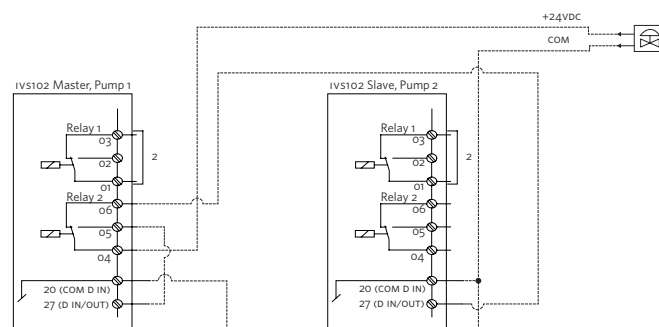 +24VDC
COM
IVS102 Master, Pump 1
IVS102 Slave, Pump 2
Relay 1
03
02
01
2
Relay 2
06
05
04
20 (COM D IN)
27 (D IN/OUT)
Relay 1
03
02
01
2
Relay 2
06
05
04
20 (COM D IN)
27 (D IN/OUT)